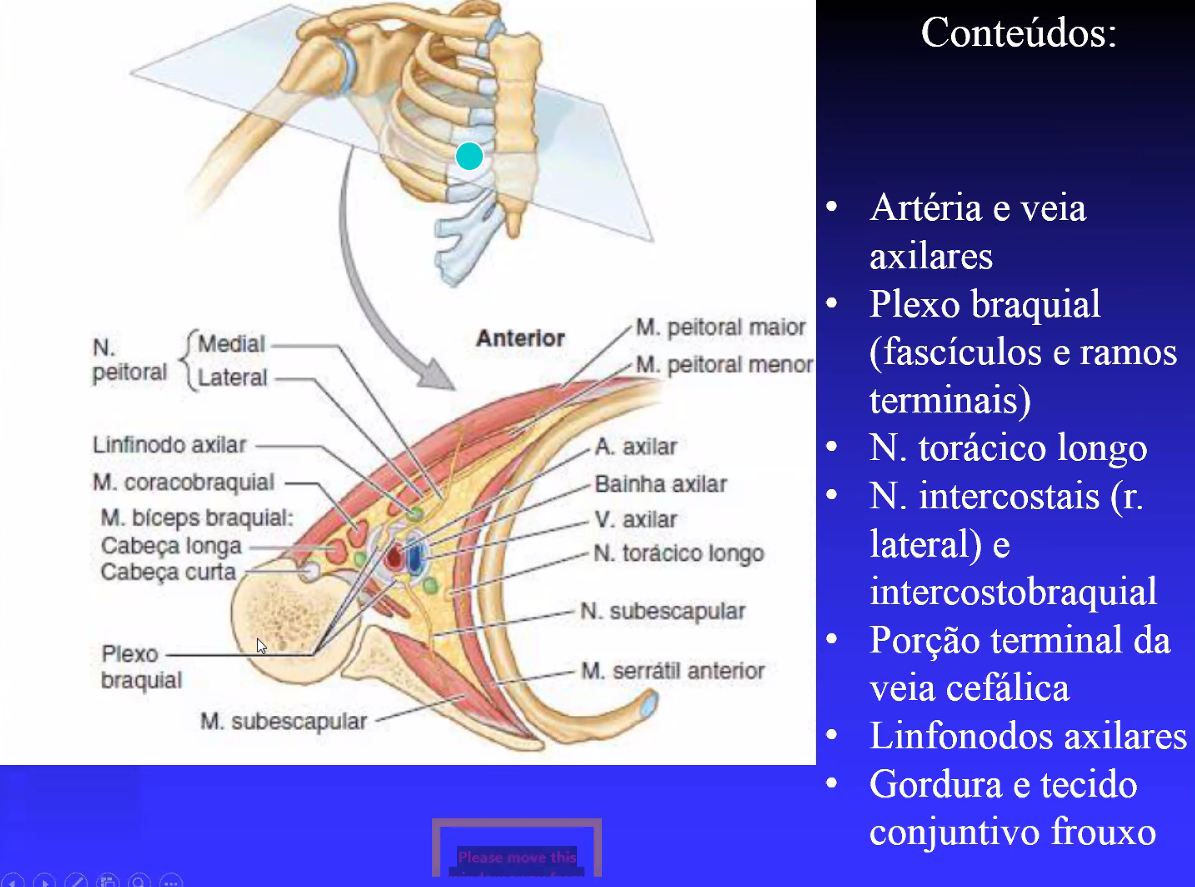 Conteúdos:
N.
peitoral
Medial
Lateral
Linfinodo axilar
M. coracobraquial
M. bíceps braquial:
Cabeça longa
Cabeça curta
Plexo
braquial
M. subescapular
Anterior
M. peitoral maior
M. peitoral menor
A. axilar
Bainha axilar
V. axilar
N. torácico longo
N. subescapular
M. serrátil anterior
• Artéria e veia
axilares
• Plexo braquial
(fascículos e ramos
terminais)
• N. torácico longo
• N. intercostais (r.
lateral) e
intercostobraquial
• Porção terminal da
veia cefálica
• Linfonodos axilares
• Gordura e tecido
conjuntivo frouxo
Please move this